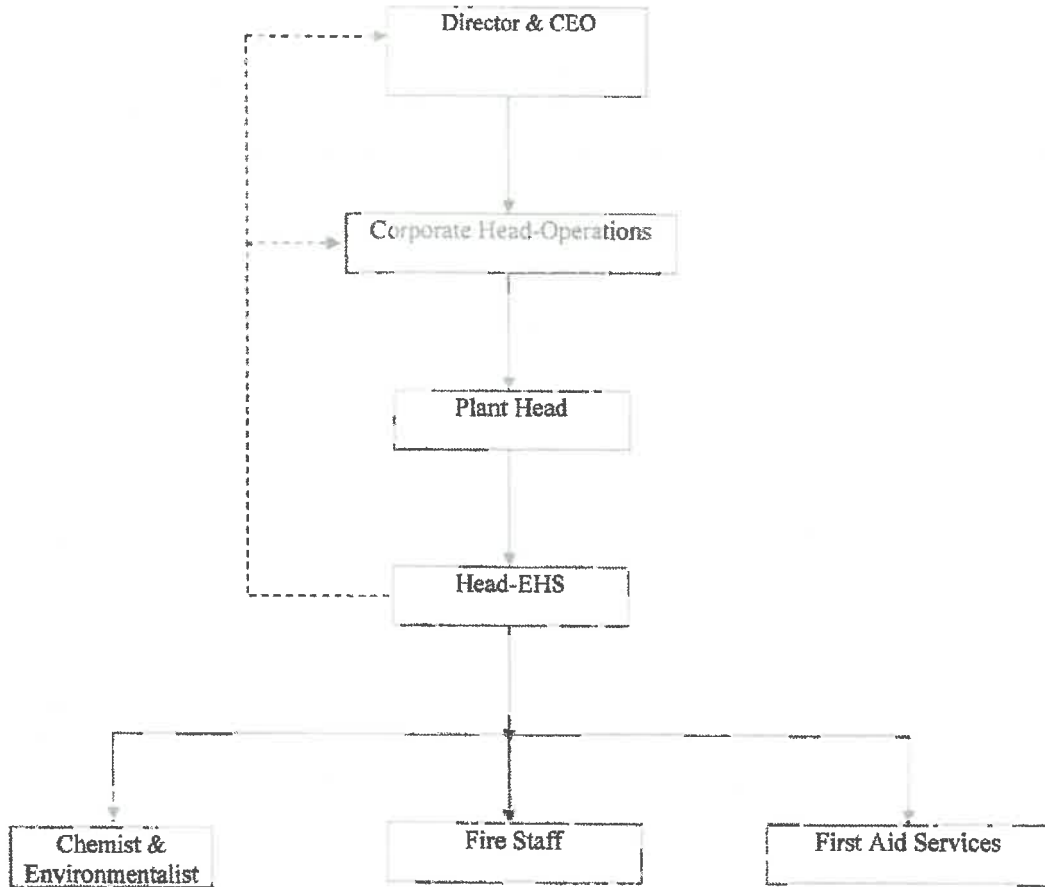 Director & CEO
Corporate Head-Operations
Plant Head
Head-EHS
Chemist &
Environmentalist
Fire Staff
First Aid Services